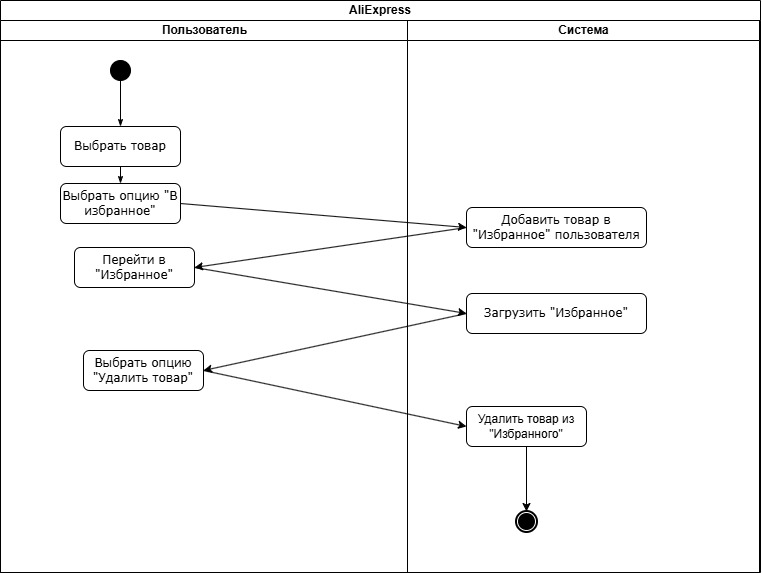 AliExpress
Пользователь
Система
Выбрать товар
Выбрать опцию "В
избранное"
Добавить товар в
"Избранное" пользователя
Перейти в
"Избранное"
Загрузить "Избранное"
Выбрать опцию
"Удалить товар"
Удалить товар из
"Избранного"